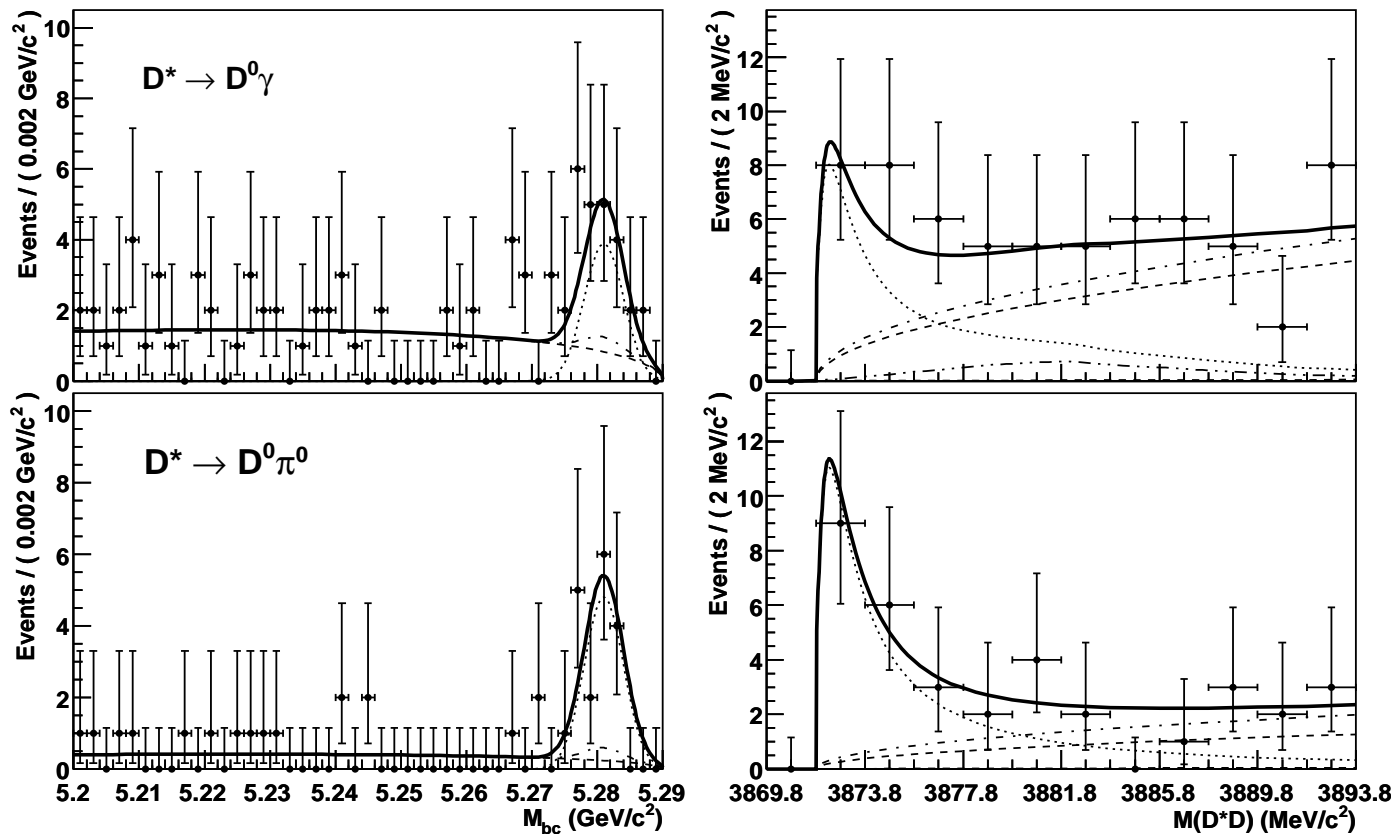 Events / ( 0.002 GeV/c² )
10
8
6
4
2
0
D* → D⁰γ
Events / ( 2 MeV/c² )
12
10
8
6
4
2
0
Events / ( 0.002 GeV/c² )
10
8
6
4
2
0
D* → D⁰π⁰
5.2 5.21 5.22 5.23 5.24 5.25 5.26 5.27 5.28 5.29
M_bc (GeV/c²)
Events / ( 2 MeV/c² )
12
10
8
6
4
2
0
3869.8 3873.8 3877.8 3881.8 3885.8 3889.8 3893.8
M(D*D) (MeV/c²)